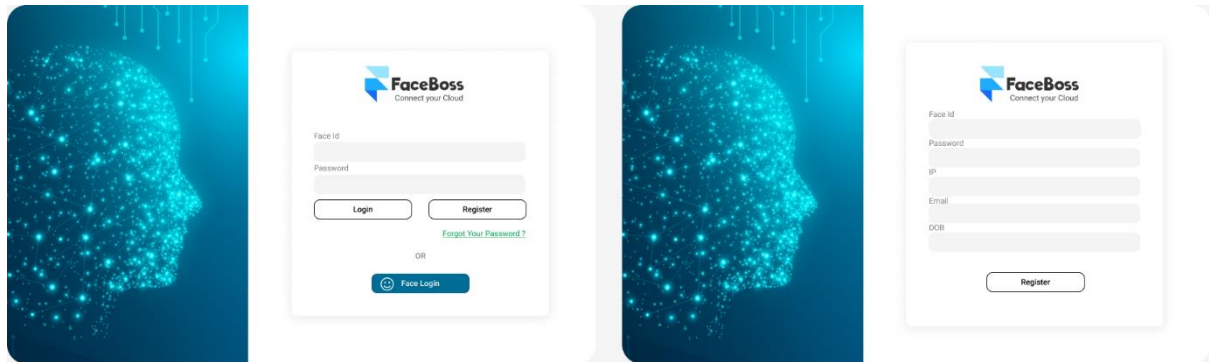 FaceBoss
Connect your Cloud
Face Id
Password
Login Register
Forgot Your Password ?
OR
Face Login
FaceBoss
Connect your Cloud
Face Id
Password
IP
Email
DOB
Register